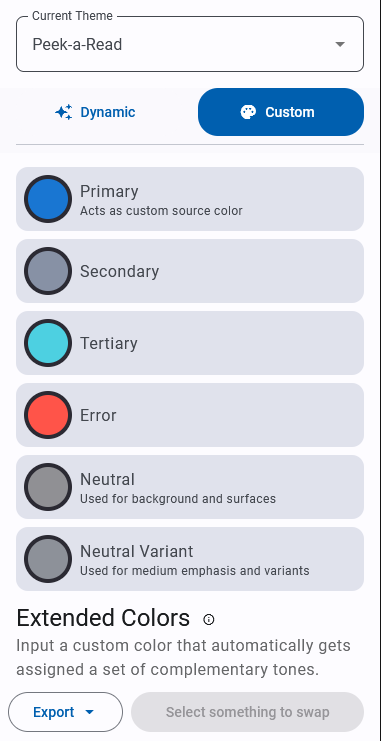 Current Theme
Peek-a-Read
Dynamic
Custom
Primary
Acts as custom source color
Secondary
Tertiary
Error
Neutral
Used for background and surfaces
Neutral Variant
Used for medium emphasis and variants
Extended Colors
Input a custom color that automatically gets
assigned a set of complementary tones.
Export
Select something to swap